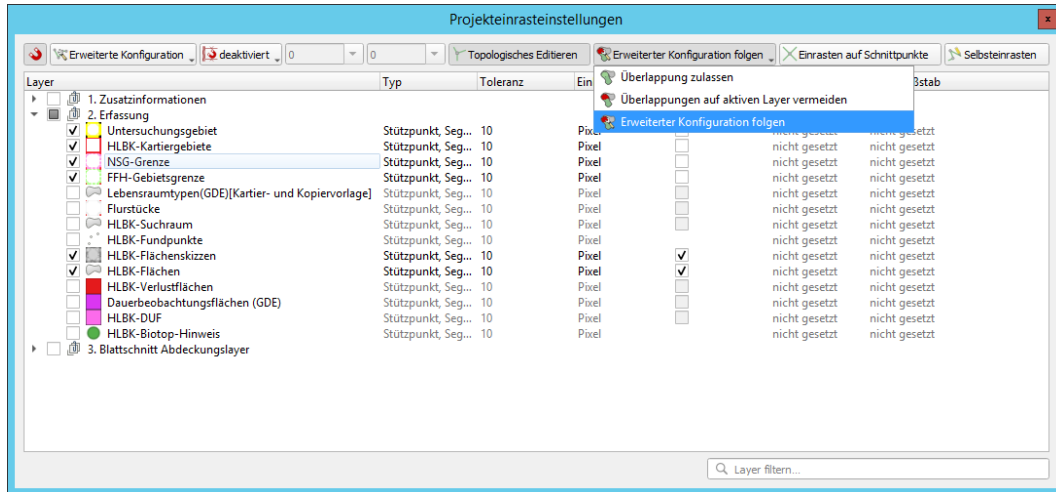 Projekteinrasteinstellungen
x
Erweiterte Konfiguration deaktiviert 0 0 Topologisches Editieren Erweiterter Konfiguration folgen Einrasten auf Schnittpunkte Selbsteinrasten
Layer Typ Toleranz Ein ßstab
Überlappung zulassen
Überlappungen auf aktiven Layer vermeiden
Erweiterter Konfiguration folgen
1. Zusatzinformationen
2. Erfassung
Untersuchungsgebiet Stützpunkt, Seg... 10 Pixel nicht gesetzt nicht gesetzt
HLBK-Kartiergebiete Stützpunkt, Seg... 10 Pixel nicht gesetzt nicht gesetzt
NSG-Grenze Stützpunkt, Seg... 10 Pixel nicht gesetzt nicht gesetzt
FFH-Gebietsgrenze Stützpunkt, Seg... 10 Pixel nicht gesetzt nicht gesetzt
Lebensraumtypen(GDE)[Kartier- und Kopiervorlage] Stützpunkt, Seg... 10 Pixel nicht gesetzt nicht gesetzt
Flurstücke Stützpunkt, Seg... 10 Pixel nicht gesetzt nicht gesetzt
HLBK-Suchraum Stützpunkt, Seg... 10 Pixel nicht gesetzt nicht gesetzt
HLBK-Fundpunkte Stützpunkt, Seg... 10 Pixel nicht gesetzt nicht gesetzt
HLBK-Flächenskizzen Stützpunkt, Seg... 10 Pixel nicht gesetzt nicht gesetzt
HLBK-Flächen Stützpunkt, Seg... 10 Pixel nicht gesetzt nicht gesetzt
HLBK-Verlustflächen Stützpunkt, Seg... 10 Pixel nicht gesetzt nicht gesetzt
Dauerbeobachtungsflächen (GDE) Stützpunkt, Seg... 10 Pixel nicht gesetzt nicht gesetzt
HLBK-DUF Stützpunkt, Seg... 10 Pixel nicht gesetzt nicht gesetzt
HLBK-Biotop-Hinweis Stützpunkt, Seg... 10 Pixel nicht gesetzt nicht gesetzt
3. Blattschnitt Abdeckungslayer
Layer filtern...